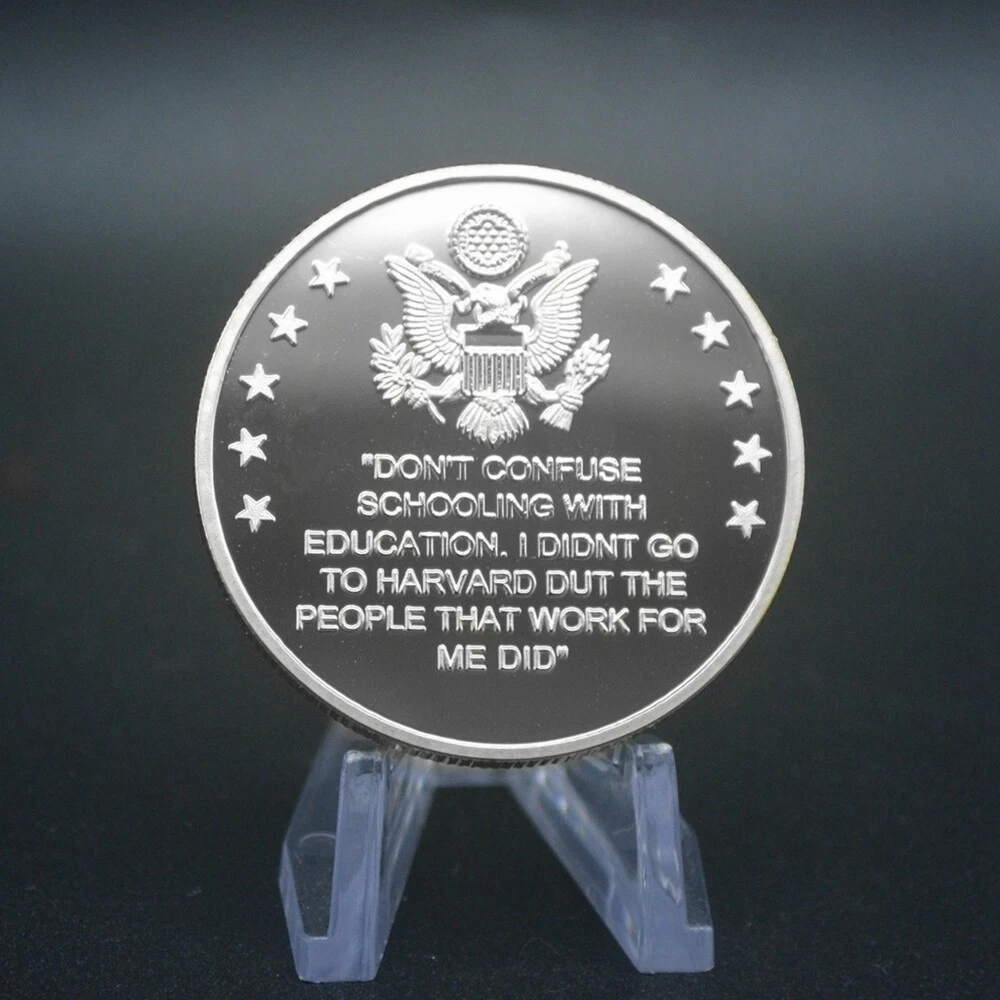 "DON'T CONFUSE
SCHOOLING WITH
EDUCATION. I DIDNT GO
TO HARVARD DUT THE
PEOPLE THAT WORK FOR
ME DID"